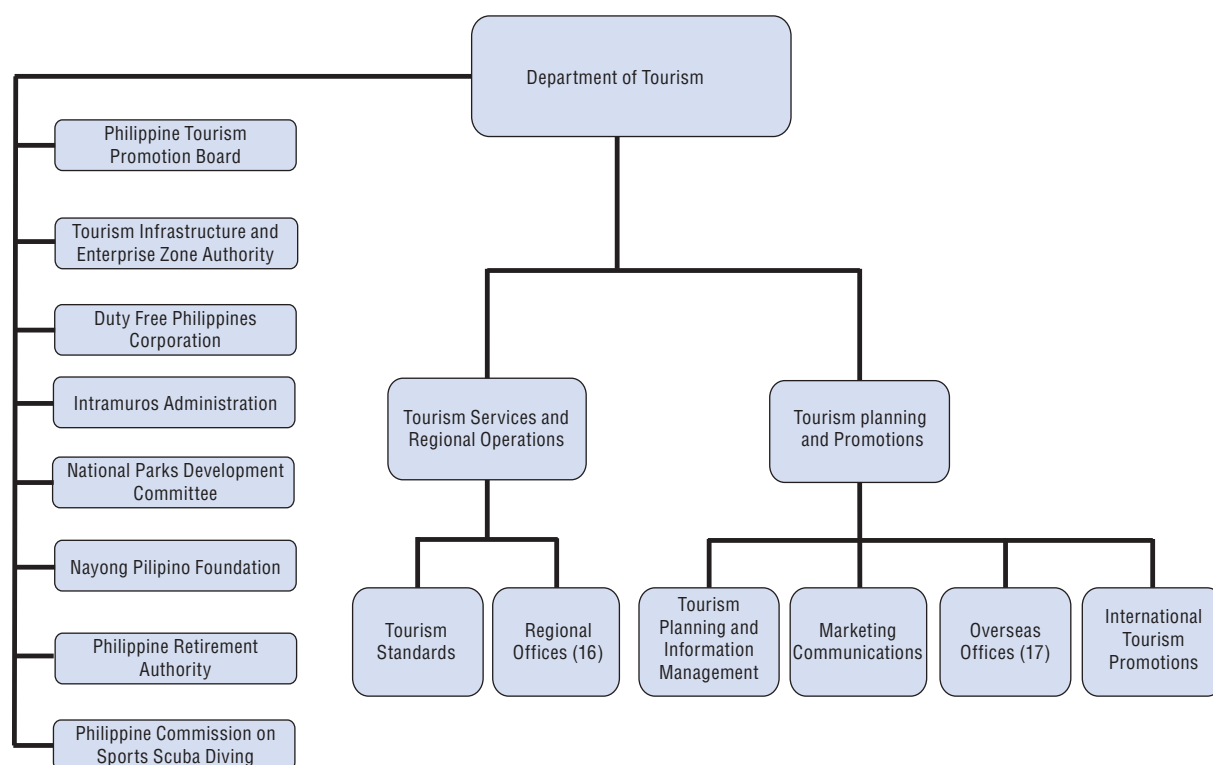 Department of Tourism
Philippine Tourism
Promotion Board
Tourism Infrastructure and
Enterprise Zone Authority
Duty Free Philippines
Corporation
Intramuros Administration
National Parks Development
Committee
Nayong Pilipino Foundation
Philippine Retirement
Authority
Philippine Commission on
Sports Scuba Diving
Tourism Services and
Regional Operations
Tourism planning
and Promotions
Tourism
Standards
Regional
Offices (16)
Tourism
Planning and
Information
Management
Marketing
Communications
Overseas
Offices (17)
International
Tourism
Promotions